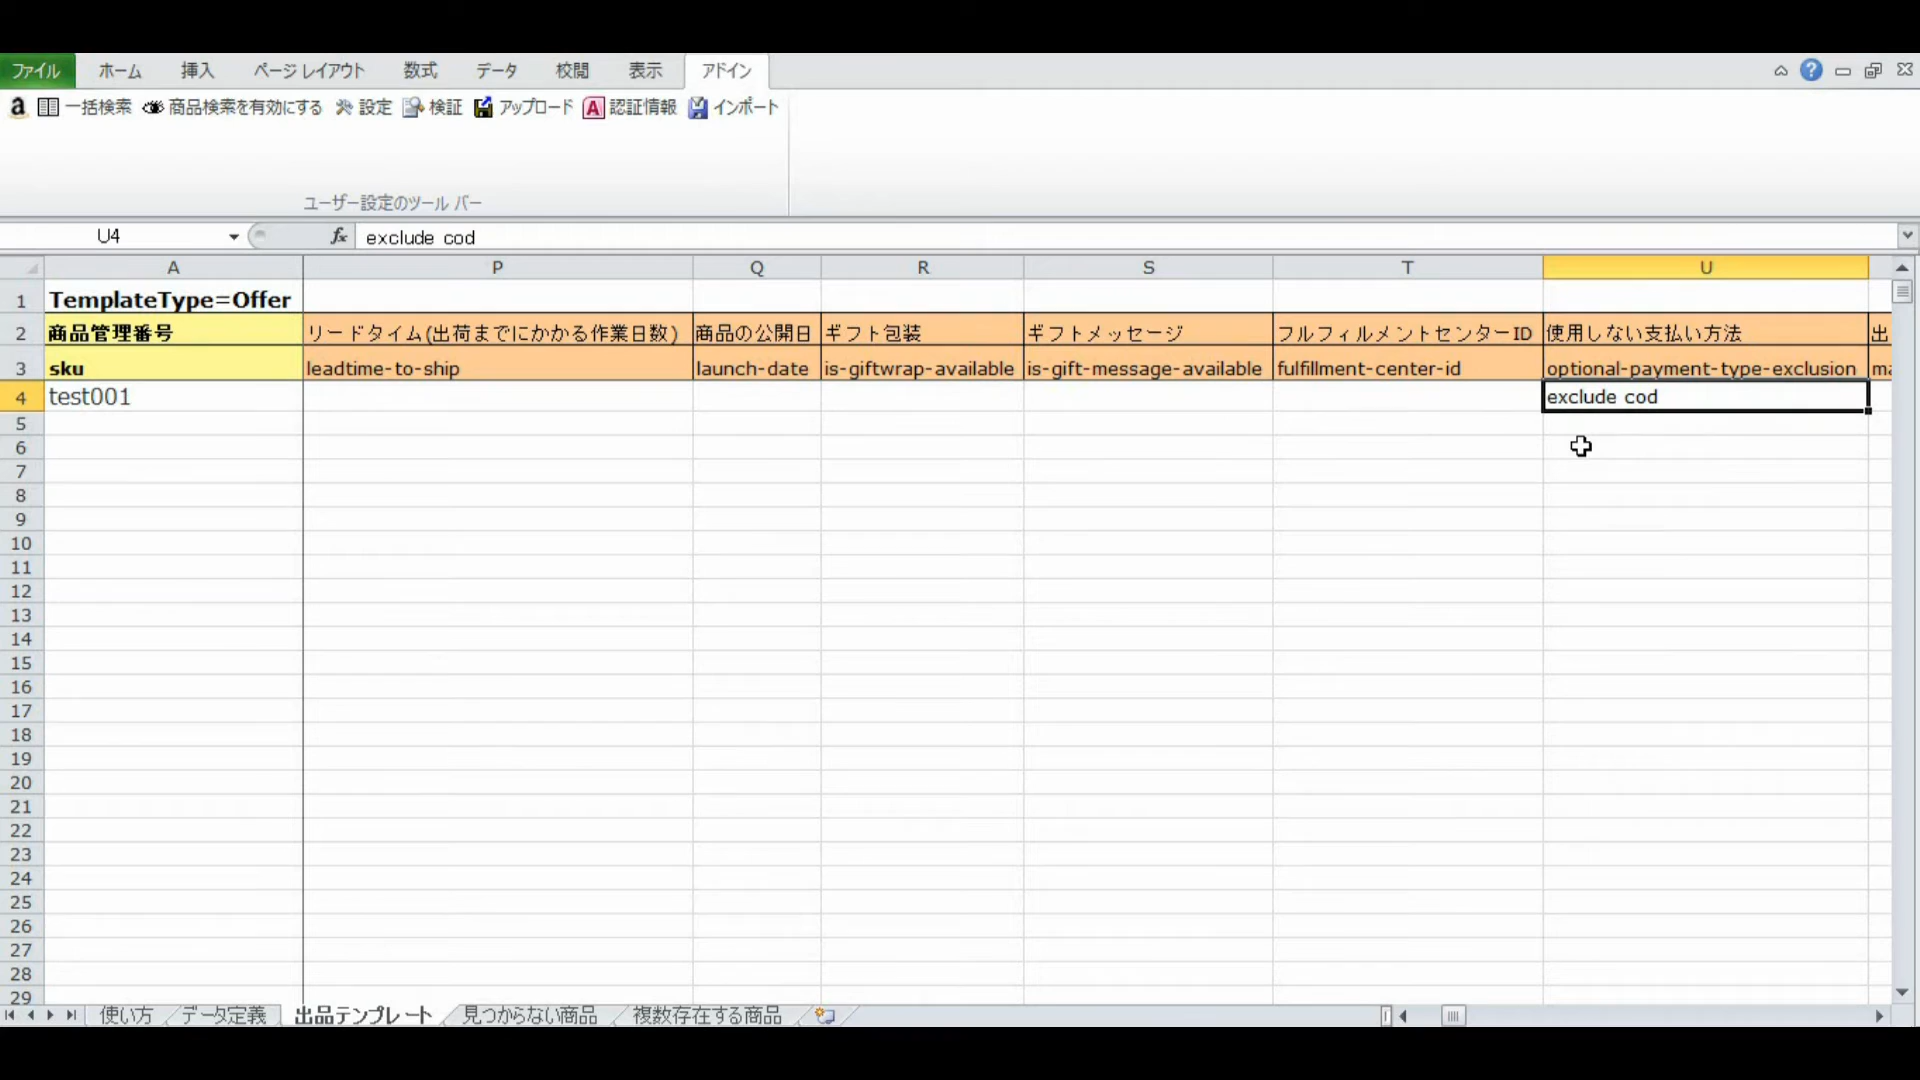 ファイル ホーム 挿入 ページ レイアウト 数式 データ 校閲 表示 アドイン
a 一括検索 商品検索を有効にする 設定 検証 アップロード 認証情報 インポート
ユーザー設定のツール バー
U4 fx exclude cod
A P Q R S T U
1 TemplateType=Offer
2 商品管理番号 リードタイム(出荷までにかかる作業日数) 商品の公開日 ギフト包装 ギフトメッセージ フルフィルメントセンターID 使用しない支払い方法 出
3 sku leadtime-to-ship launch-date is-giftwrap-available is-gift-message-available fulfillment-center-id optional-payment-type-exclusion ma
4 test001 exclude cod
5
6
7
8
9
10
11
12
13
14
15
16
17
18
19
20
21
22
23
24
25
26
27
28
29
使い方 データ定義 出品テンプレート 見つからない商品 複数存在する商品